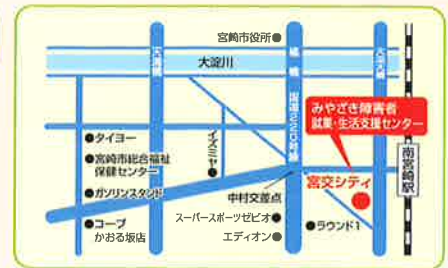 宮崎市役所
天満橋
橘橋
大淀大橋
大淀川
国道220号線
みやざき障害者
就業・生活支援センター
タイヨー
イズミヤ
宮崎市総合福祉
保健センター
ガソリンスタンド
中村交差点
宮交シティ
南宮崎駅
コープ
かおる坂店
スーパースポーツゼビオ
エディオン
ラウンド1